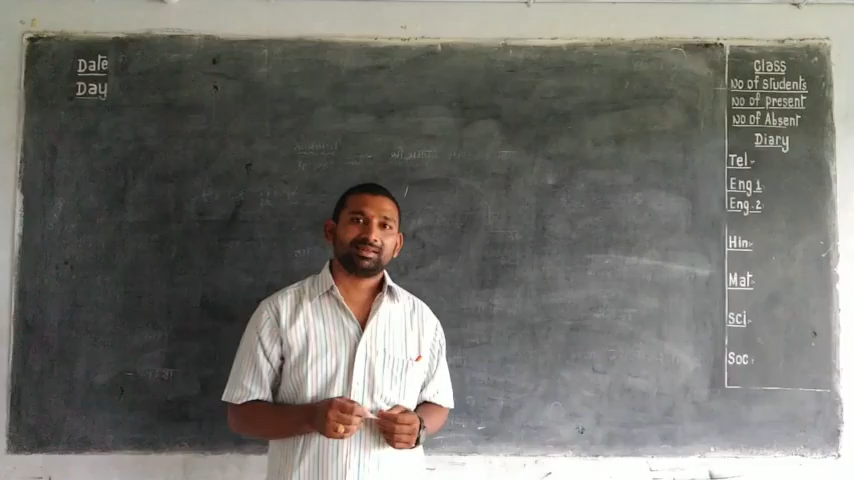 Date
Day
Class
No of students
No of present
No of Absent
Diary
Tel-
Eng 1
Eng.2
Hin-
Mat-
sci-
Soc-